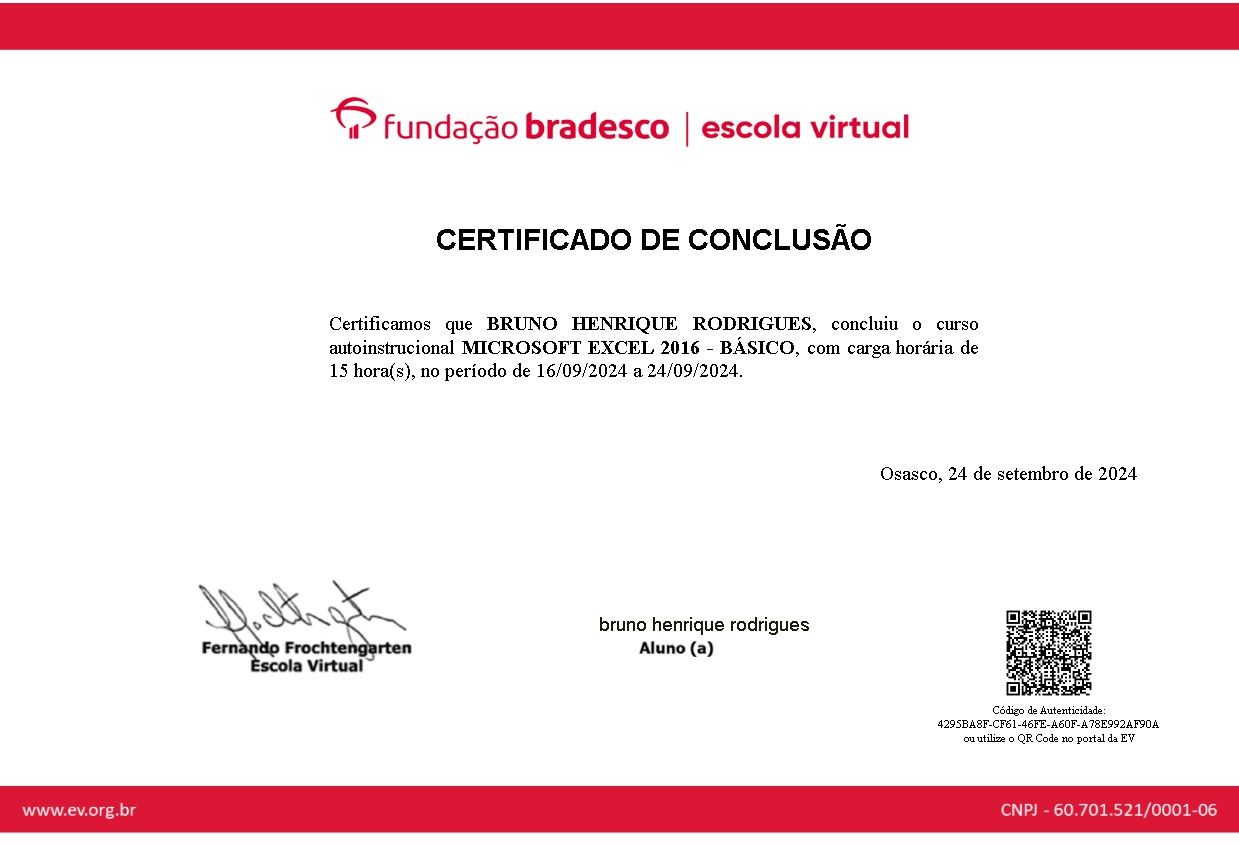 fundação bradesco | escola virtual
CERTIFICADO DE CONCLUSÃO
Certificamos que BRUNO HENRIQUE RODRIGUES, concluiu o curso
autoinstrucional MICROSOFT EXCEL 2016 - BÁSICO, com carga horária de
15 hora(s), no período de 16/09/2024 a 24/09/2024.
Osasco, 24 de setembro de 2024
Fernando Frochtengarten
Escola Virtual
bruno henrique rodrigues
Aluno (a)
Código de Autenticidade:
4295BA8F-CF61-46FE-A60F-A78E992AF90A
ou utilize o QR Code no portal da EV
www.ev.org.br
CNPJ - 60.701.521/0001-06